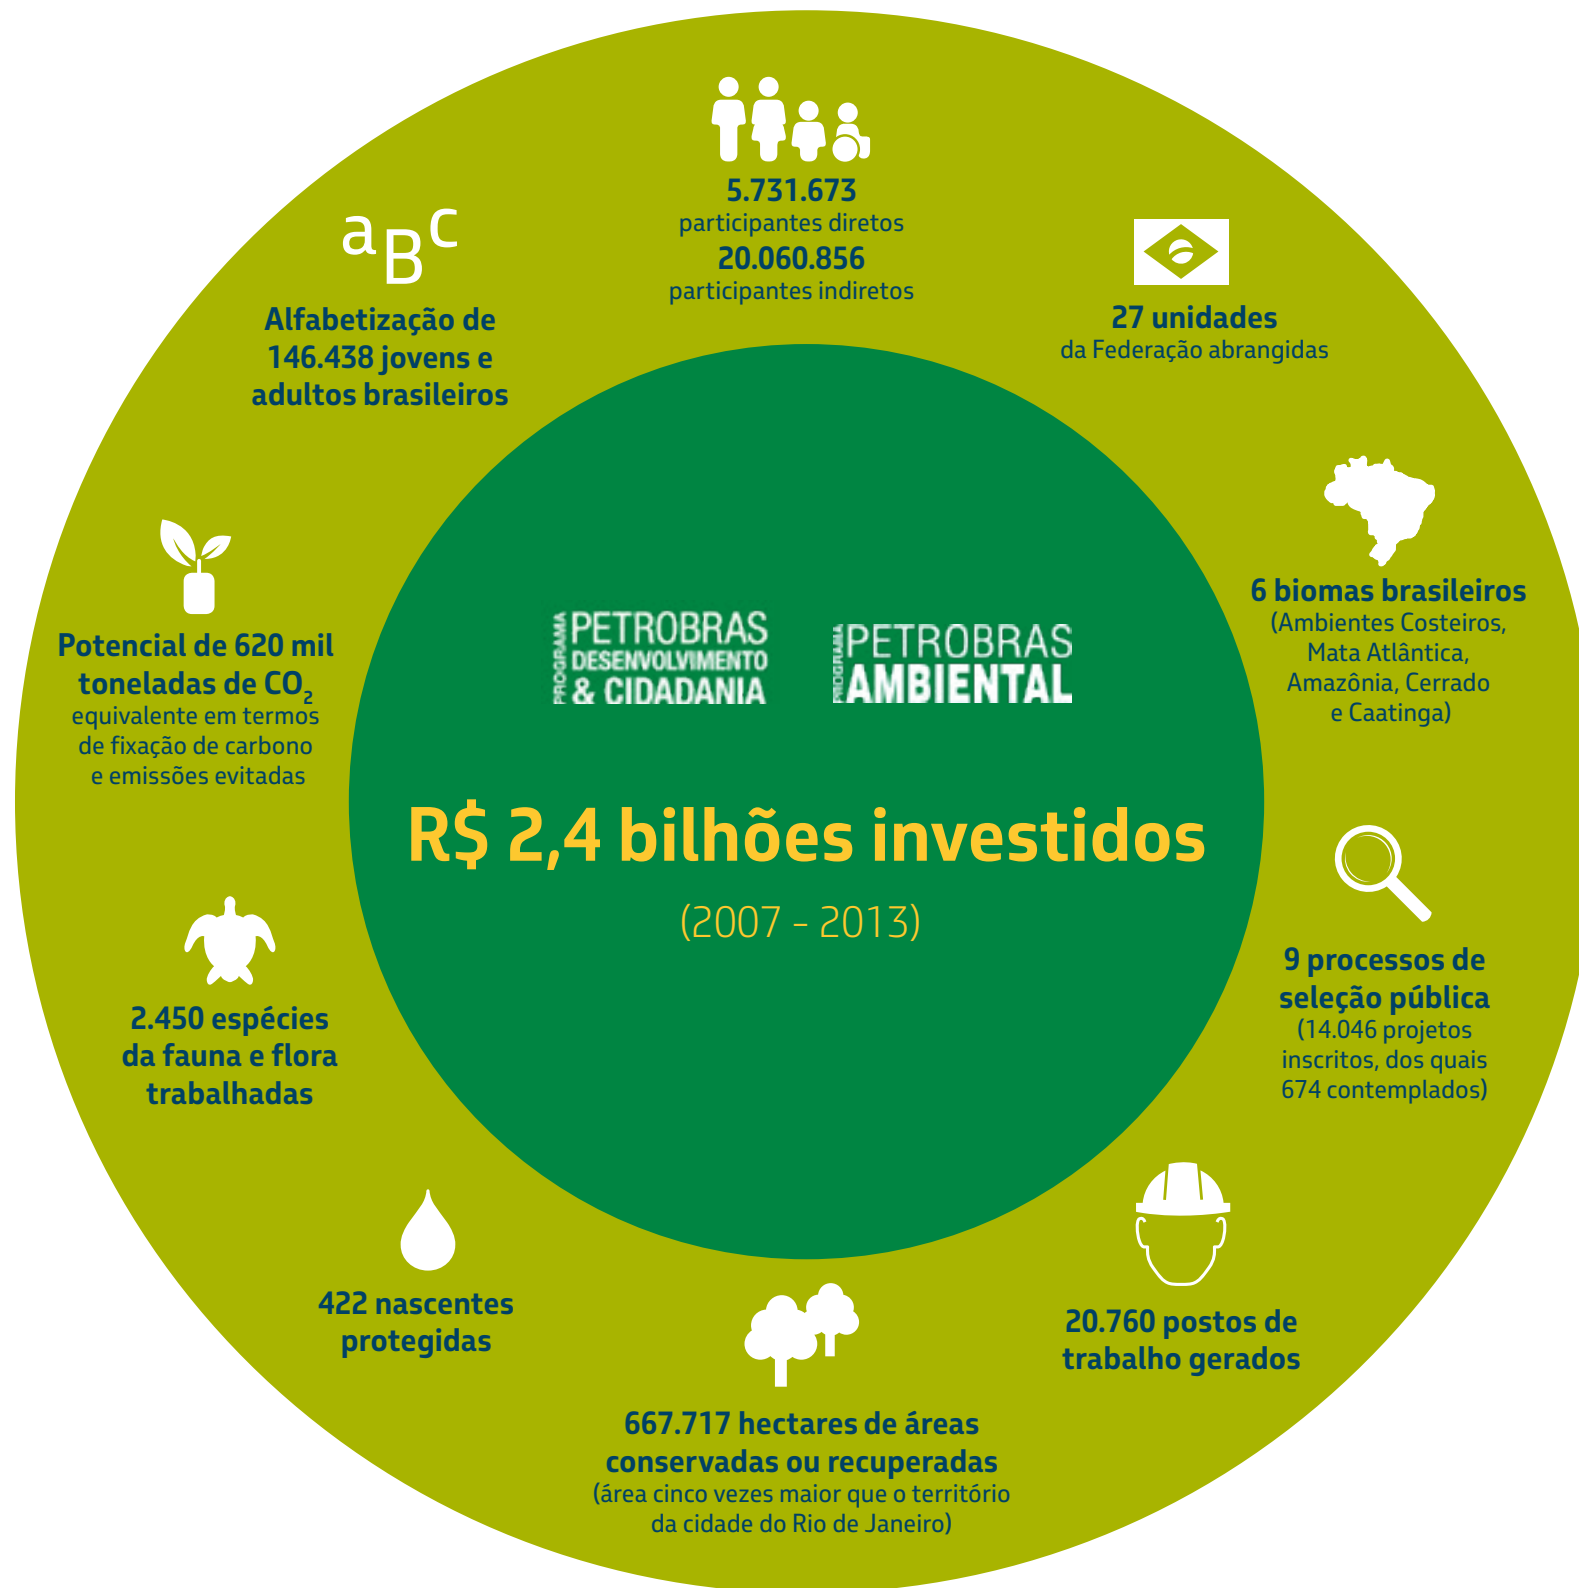 5.731.673
participantes diretos
20.060.856
participantes indiretos
27 unidades
da Federação abrangidas
6 biomas brasileiros
(Ambientes Costeiros,
Mata Atlântica,
Amazônia, Cerrado
e Caatinga)
9 processos de
seleção pública
(14.046 projetos
inscritos, dos quais
674 contemplados)
20.760 postos de
trabalho gerados
667.717 hectares de áreas
conservadas ou recuperadas
(área cinco vezes maior que o território
da cidade do Rio de Janeiro)
422 nascentes
protegidas
2.450 espécies
da fauna e flora
trabalhadas
Potencial de 620 mil
toneladas de CO₂
equivalente em termos
de fixação de carbono
e emissões evitadas
aBc
Alfabetização de
146.438 jovens e
adultos brasileiros
PROGRAMA
PETROBRAS
DESENVOLVIMENTO
& CIDADANIA
PROGRAMA
PETROBRAS
AMBIENTAL
R$ 2,4 bilhões investidos
(2007 - 2013)